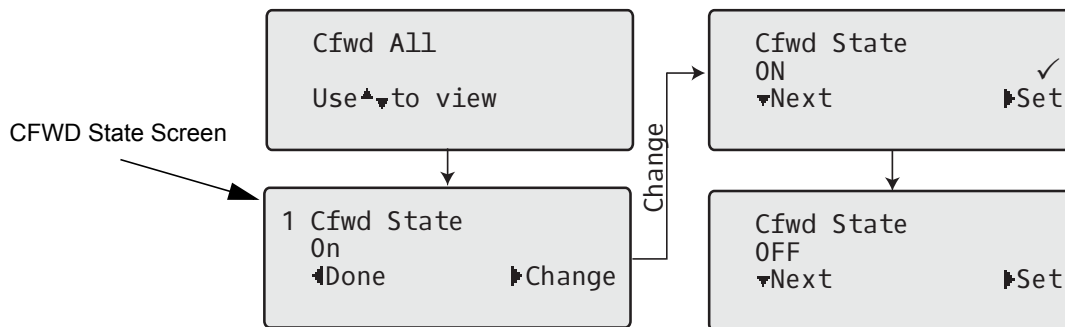 Cfwd All
Use▲▼to view
CFWD State Screen
1 Cfwd State
On
◀Done ▶Change
Change
Cfwd State
ON ✓
▼Next ▶Set
Cfwd State
OFF
▼Next ▶Set